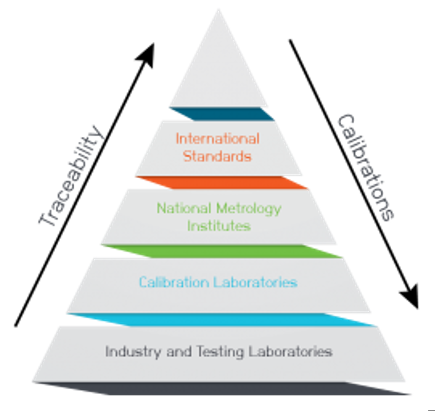 Traceability
Calibrations
International
Standards
National Metrology
Institutes
Calibration Laboratories
Industry and Testing Laboratories